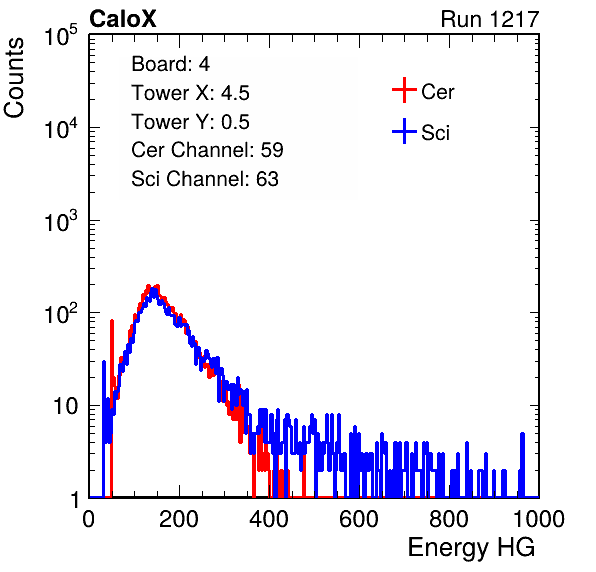 CaloX Run 1217
Counts
10^5
10^4
10^3
10^2
10
1
Board: 4
Tower X: 4.5
Tower Y: 0.5
Cer Channel: 59
Sci Channel: 63
Cer
Sci
0 200 400 600 800 1000
Energy HG